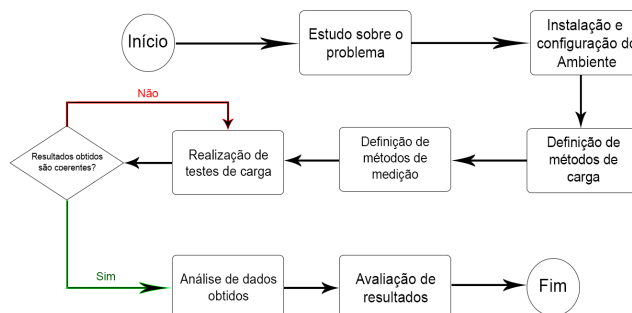 Início
Estudo sobre o
problema
Instalação e
configuração do
Ambiente
Não
Resultados obtidos
são coerentes?
Realização de
testes de carga
Definição de
métodos de
medição
Definição de
métodos de
carga
Sim
Análise de dados
obtidos
Avaliação de
resultados
Fim